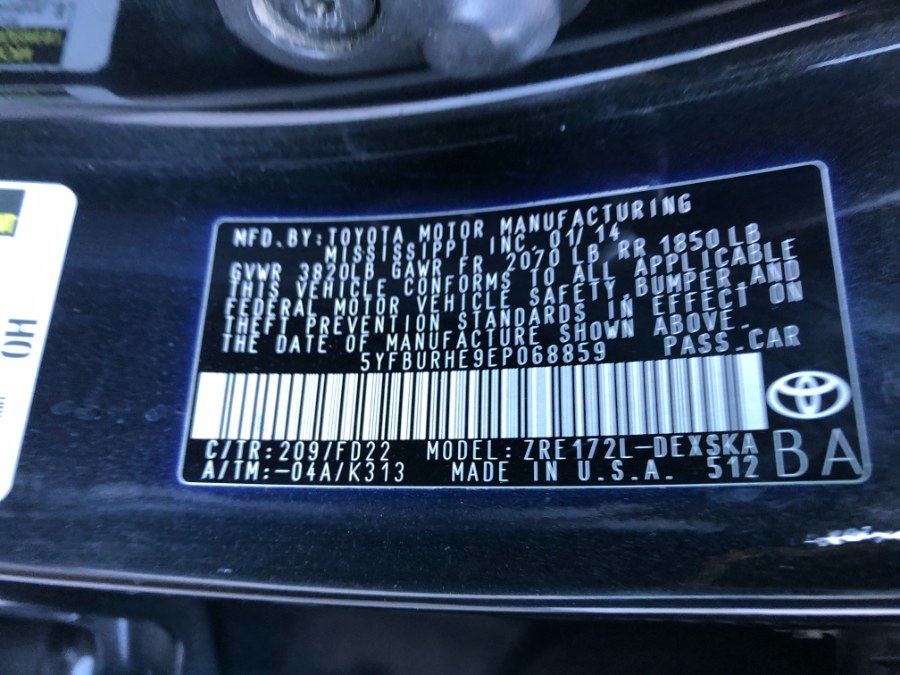 MFD.BY:TOYOTA MOTOR MANUFACTURING
MISSISSIPPI INC. 01/14
GVWR 3820LB GAWR FR 2070 LB RR 1850LB
THIS VEHICLE CONFORMS TO ALL APPLICABLE
FEDERAL MOTOR VEHICLE SAFETY,BUMPER,AND
THEFT PREVENTION STANDARDS IN EFFECT ON
THE DATE OF MANUFACTURE SHOWN ABOVE.
5YFBURHE9EP068859 PASS.CAR
C/TR:209/FD22 MODEL:ZRE172L-DEXSKA
A/TM:-04A/K313 MADE IN U.S.A. 512
BA
HO